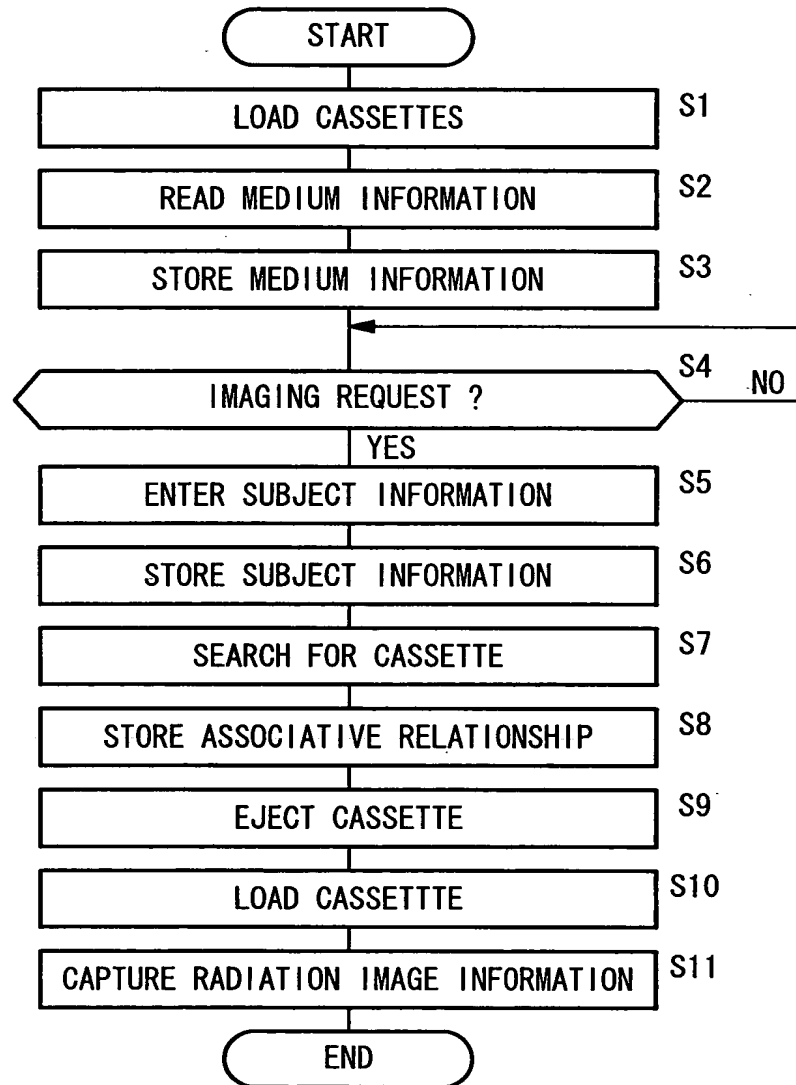 START
LOAD CASSETTES S1
READ MEDIUM INFORMATION S2
STORE MEDIUM INFORMATION S3
IMAGING REQUEST ? S4 NO
YES
ENTER SUBJECT INFORMATION S5
STORE SUBJECT INFORMATION S6
SEARCH FOR CASSETTE S7
STORE ASSOCIATIVE RELATIONSHIP S8
EJECT CASSETTE S9
LOAD CASSETTTE S10
CAPTURE RADIATION IMAGE INFORMATION S11
END